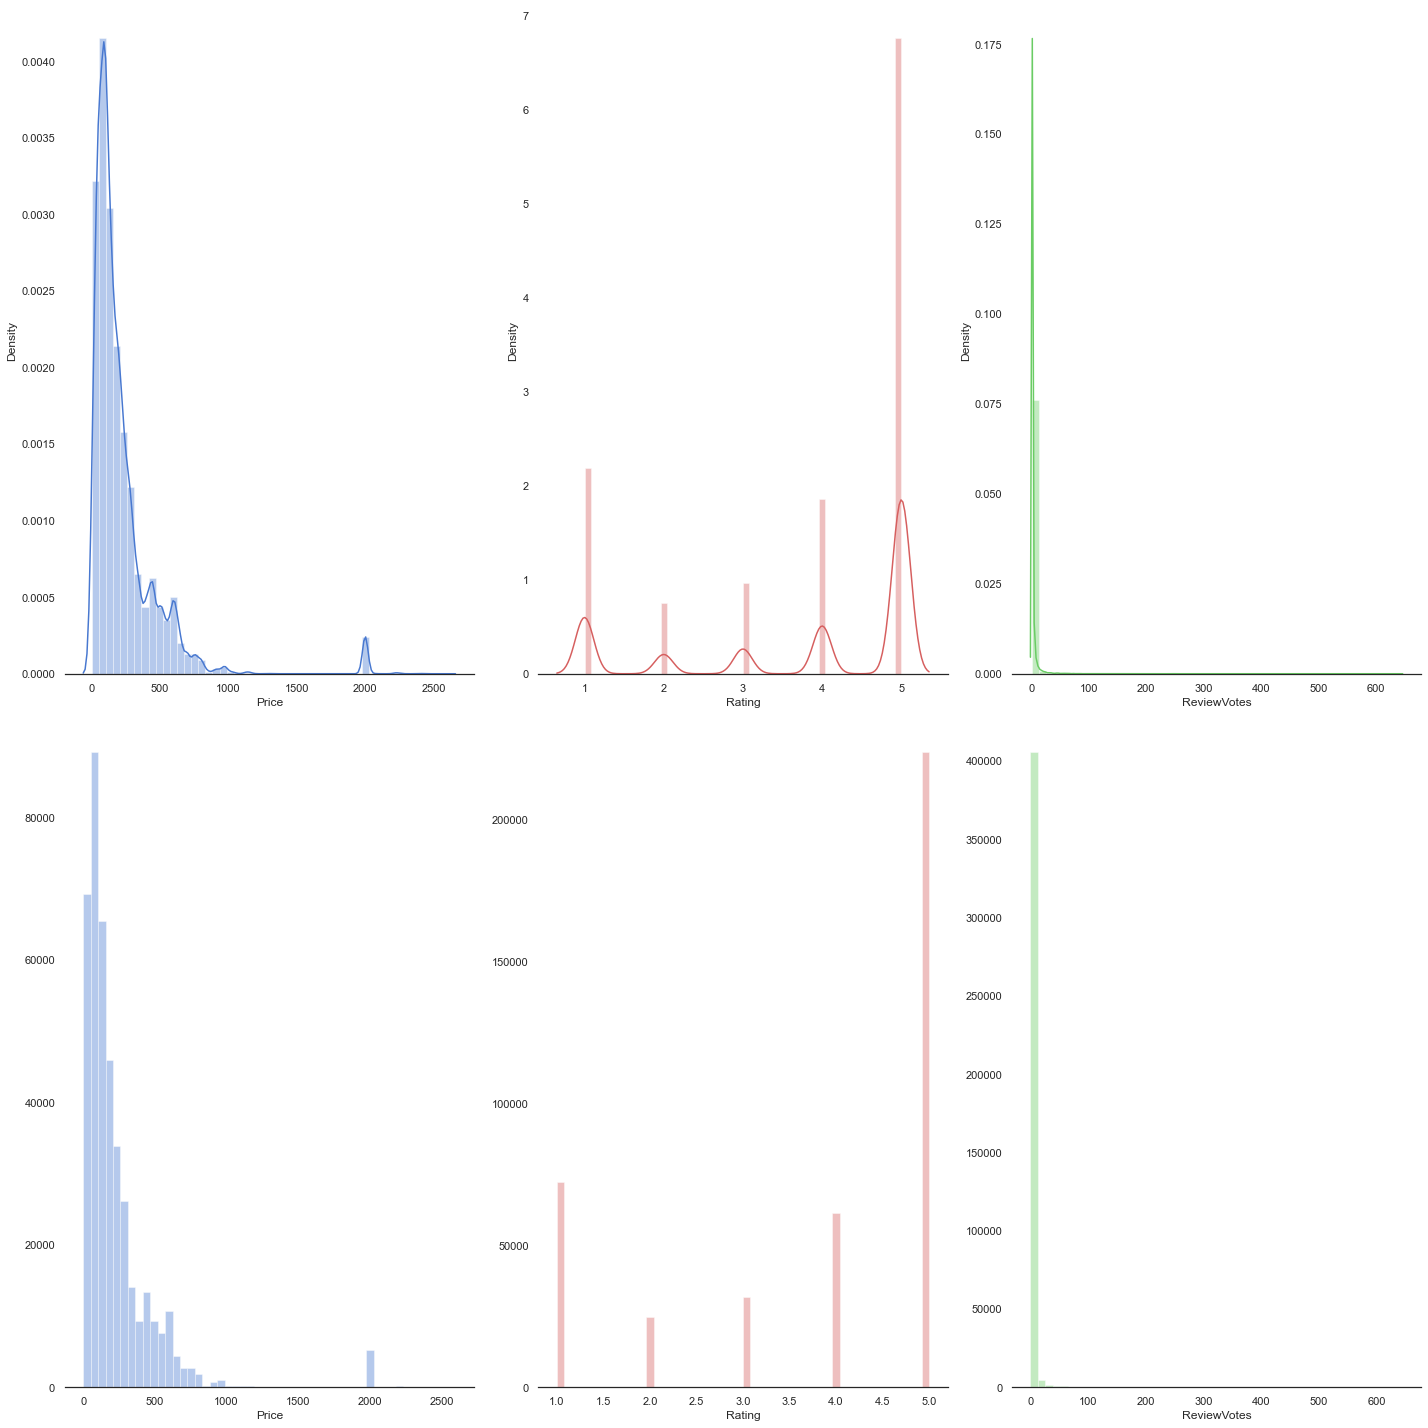 0.0040
0.0035
0.0030
0.0025
0.0020
0.0015
0.0010
0.0005
0.0000
Density
0 500 1000 1500 2000 2500
Price
7
6
5
4
3
2
1
0
Density
1 2 3 4 5
Rating
0.175
0.150
0.125
0.100
0.075
0.050
0.025
0.000
Density
0 100 200 300 400 500 600
ReviewVotes
80000
60000
40000
20000
0
0 500 1000 1500 2000 2500
Price
200000
150000
100000
50000
0
1.0 1.5 2.0 2.5 3.0 3.5 4.0 4.5 5.0
Rating
400000
350000
300000
250000
200000
150000
100000
50000
0
0 100 200 300 400 500 600
ReviewVotes